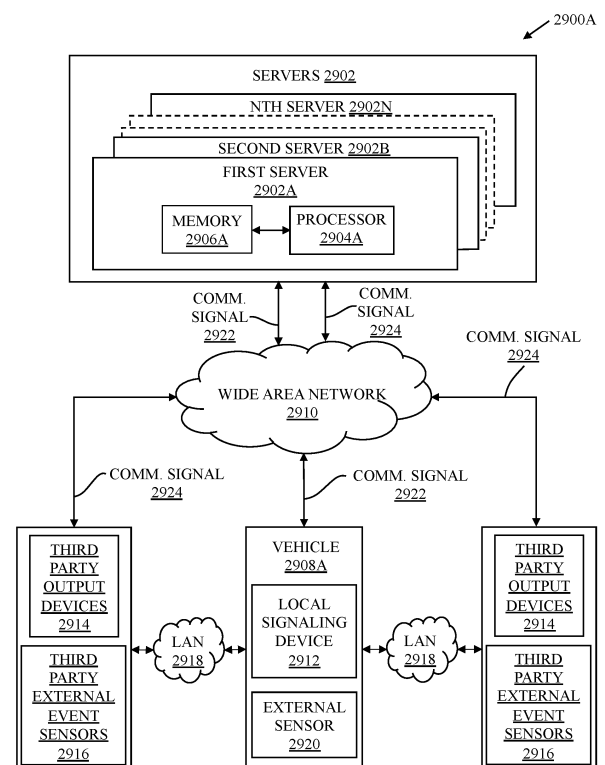 2900A
SERVERS 2902
NTH SERVER 2902N
SECOND SERVER 2902B
FIRST SERVER
2902A
MEMORY
2906A
PROCESSOR
2904A
COMM.
SIGNAL
2922
COMM.
SIGNAL
2924
COMM. SIGNAL
2924
WIDE AREA NETWORK
2910
COMM. SIGNAL
2924
COMM. SIGNAL
2922
THIRD
PARTY
OUTPUT
DEVICES
2914
THIRD
PARTY
EXTERNAL
EVENT
SENSORS
2916
LAN
2918
VEHICLE
2908A
LOCAL
SIGNALING
DEVICE
2912
EXTERNAL
SENSOR
2920
LAN
2918
THIRD
PARTY
OUTPUT
DEVICES
2914
THIRD
PARTY
EXTERNAL
EVENT
SENSORS
2916